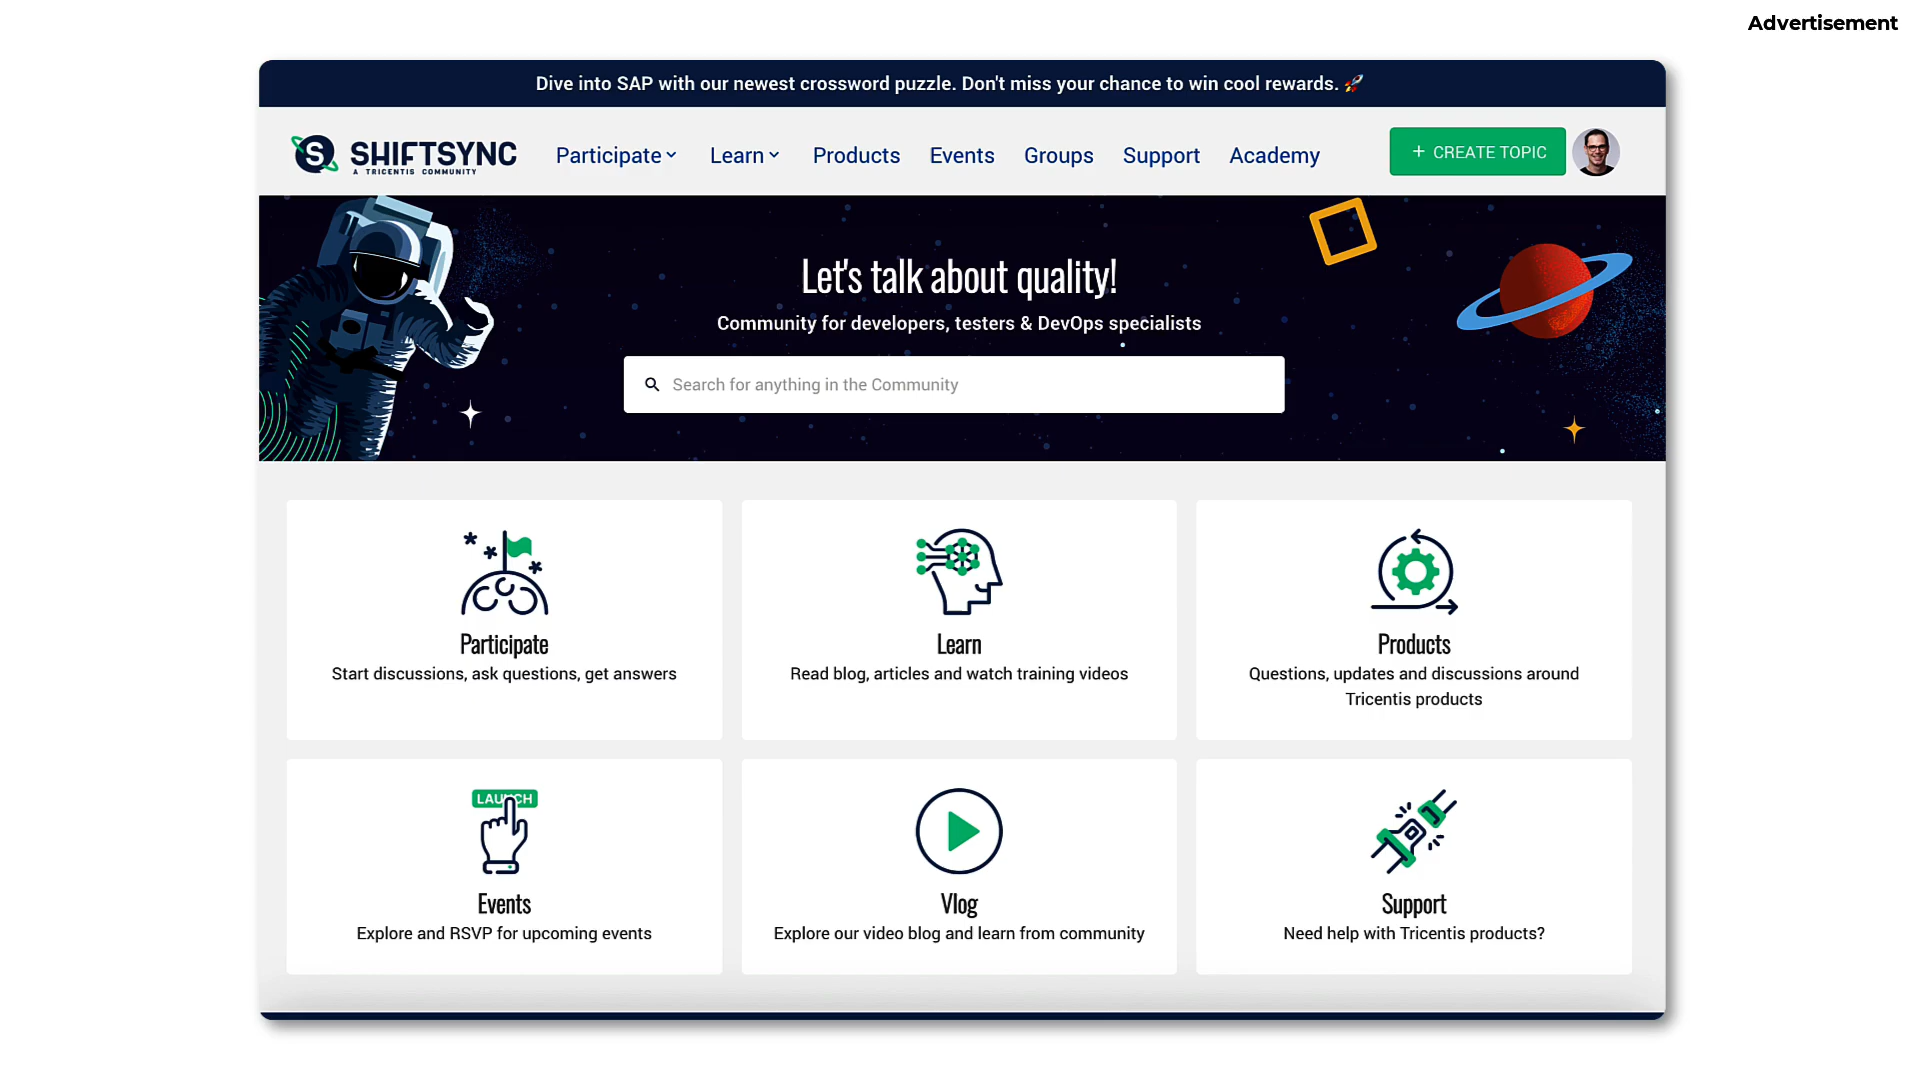 Advertisement
Dive into SAP with our newest crossword puzzle. Don't miss your chance to win cool rewards. 🚀
S SHIFTSYNC
A TRICENTIS COMMUNITY
Participate Learn Products Events Groups Support Academy
+ CREATE TOPIC
Let's talk about quality!
Community for developers, testers & DevOps specialists
Search for anything in the Community
Participate
Start discussions, ask questions, get answers
Learn
Read blog, articles and watch training videos
Products
Questions, updates and discussions around
Tricentis products
LAUNCH
Events
Explore and RSVP for upcoming events
Vlog
Explore our video blog and learn from community
Support
Need help with Tricentis products?